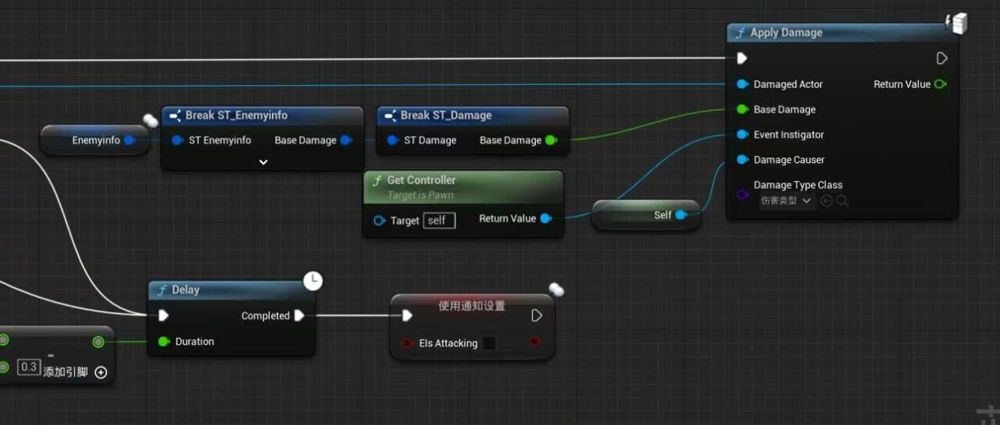 Apply Damage
Damaged Actor
Return Value
Break ST_Enemyinfo
Break ST_Damage
Base Damage
Enemyinfo
ST Enemyinfo
Base Damage
ST Damage
Base Damage
Event Instigator
Damage Causer
Get Controller
Target is Pawn
Damage Type Class
伤害类型
Target
self
Return Value
Self
Delay
使用通知设置
Completed
EIs Attacking
Duration
0.3
添加引脚